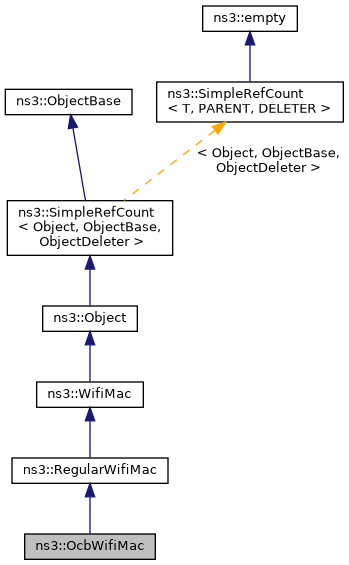 ns3::empty
ns3::SimpleRefCount
< T, PARENT, DELETER >
ns3::ObjectBase
< Object, ObjectBase,
ObjectDeleter >
ns3::SimpleRefCount
< Object, ObjectBase,
ObjectDeleter >
ns3::Object
ns3::WifiMac
ns3::RegularWifiMac
ns3::OcbWifiMac